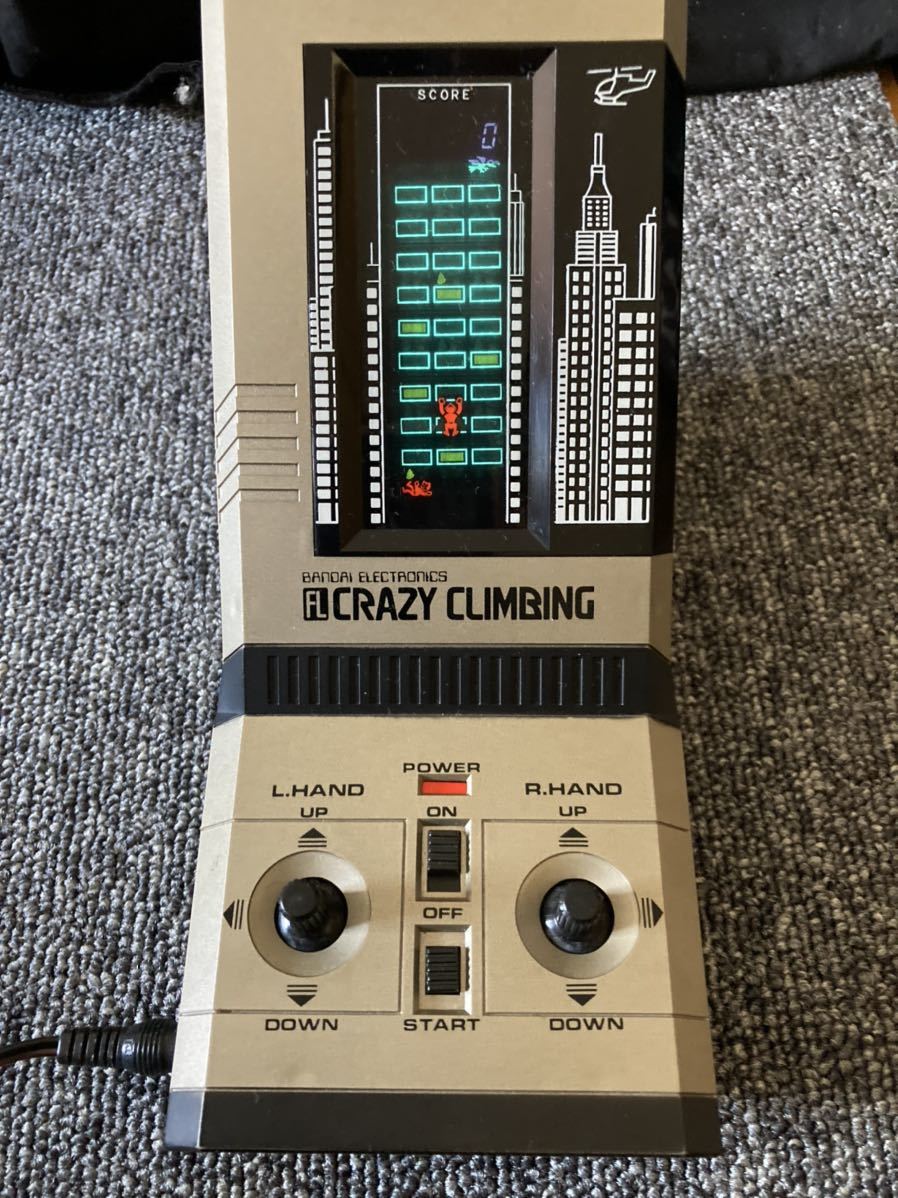 SCORE
0
BANDAI ELECTRONICS
FL CRAZY CLIMBING
POWER
L.HAND
R.HAND
UP
ON
UP
OFF
DOWN
START
DOWN